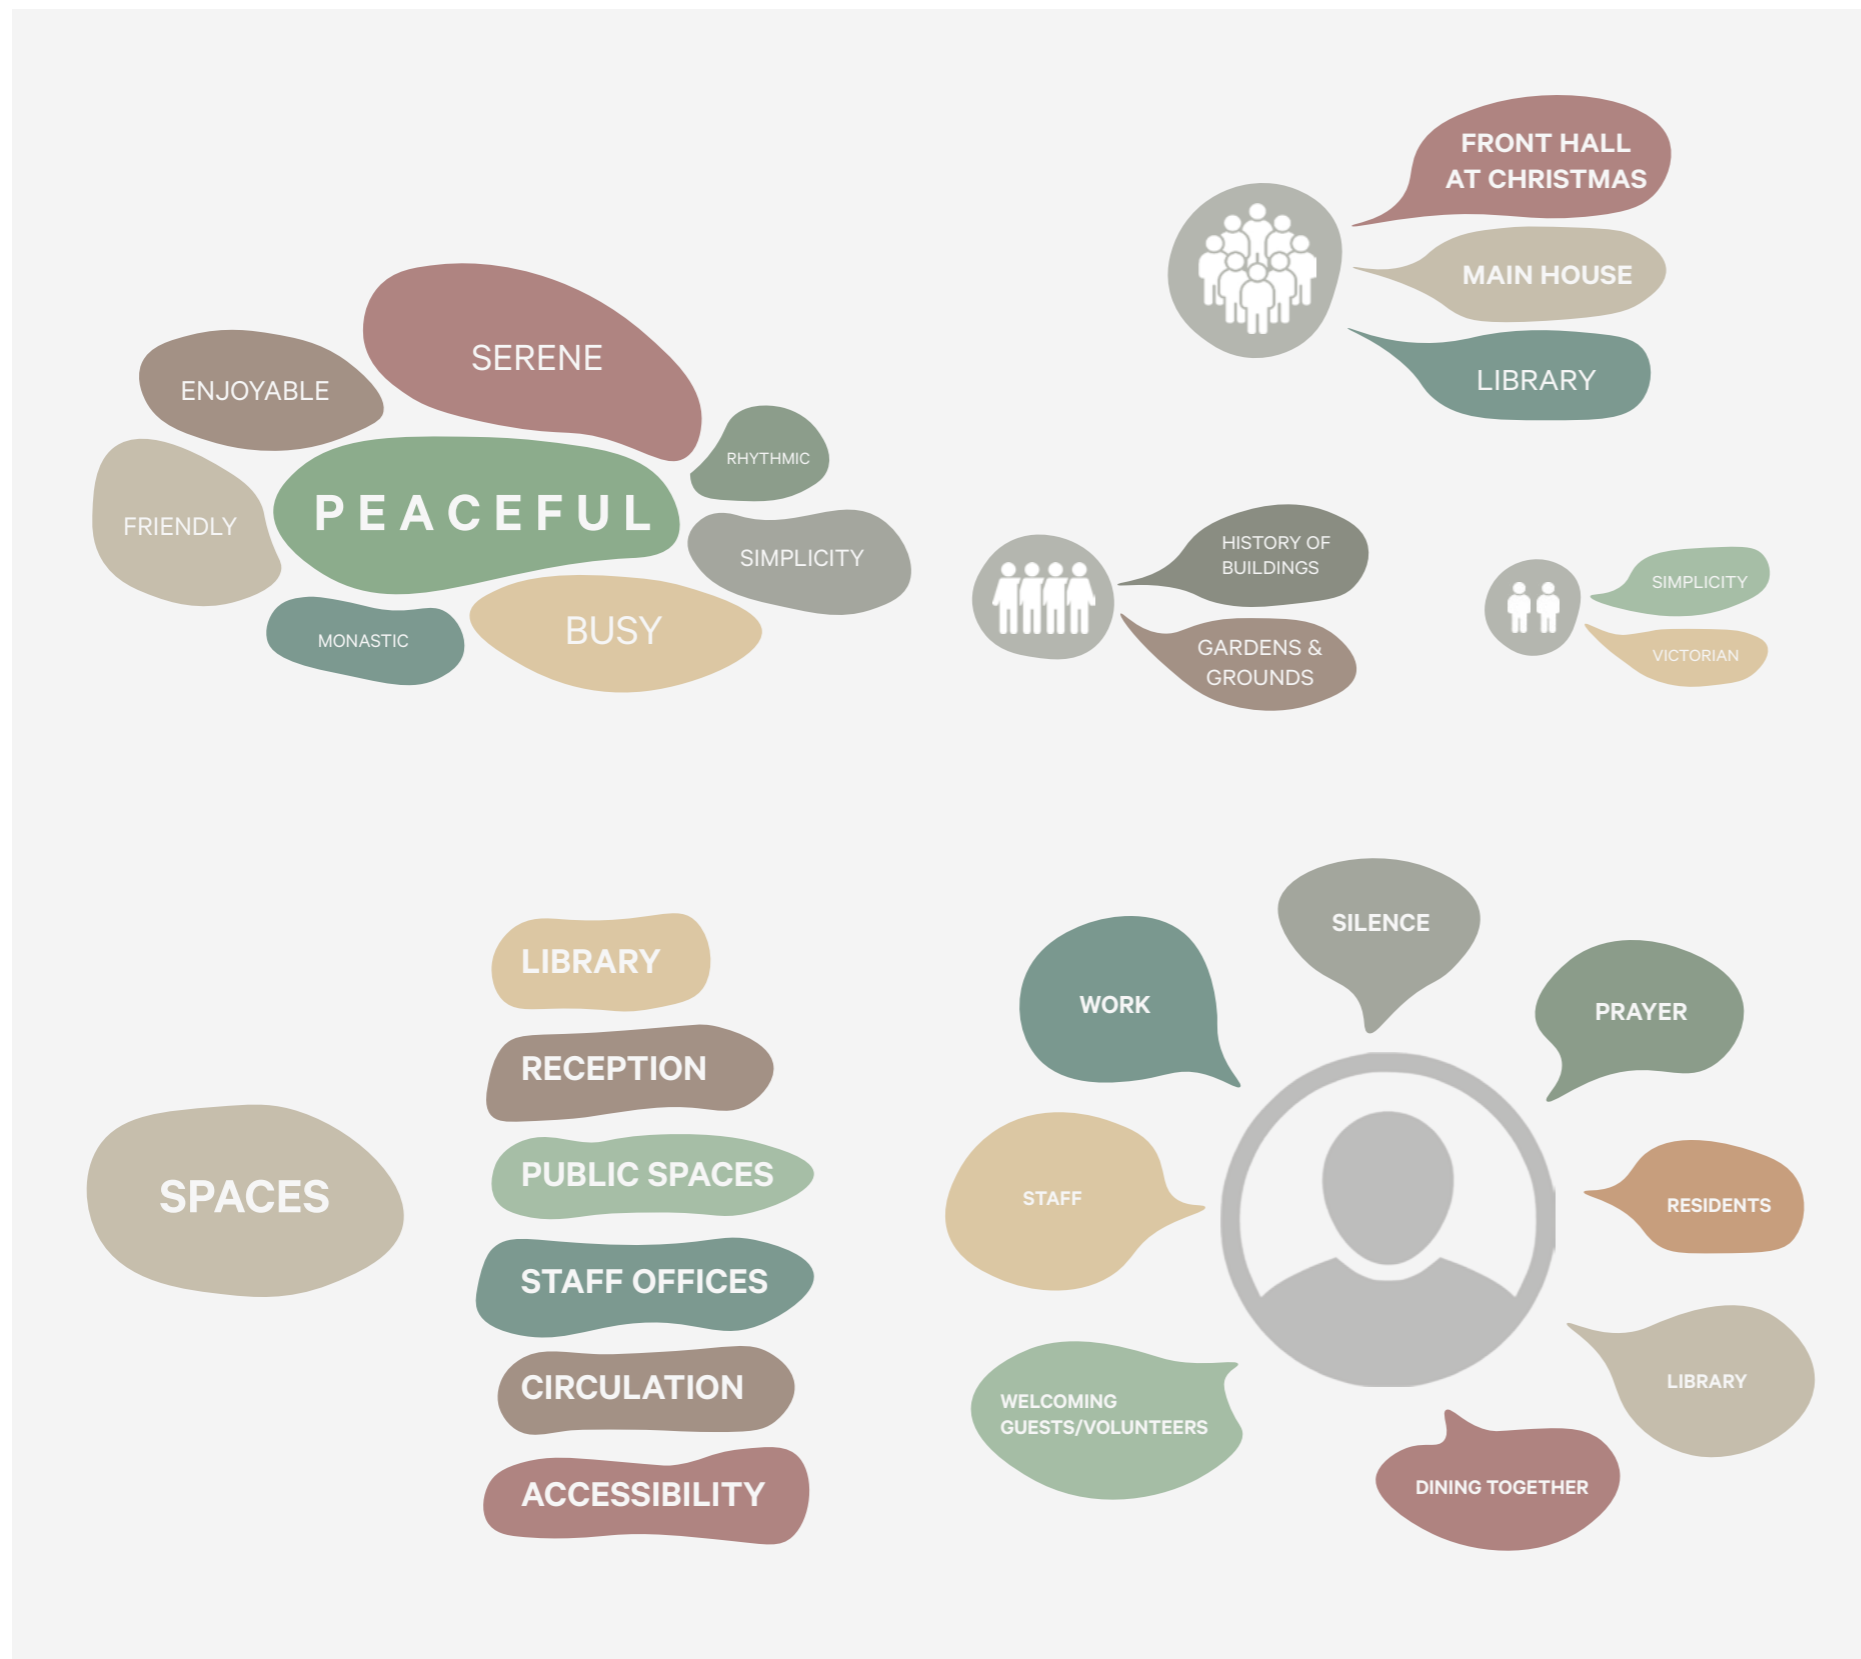 SERENE
ENJOYABLE
RHYTHMIC
PEACEFUL
FRIENDLY
SIMPLICITY
BUSY
MONASTIC
FRONT HALL
AT CHRISTMAS
MAIN HOUSE
LIBRARY
HISTORY OF
BUILDINGS
GARDENS &
GROUNDS
SIMPLICITY
VICTORIAN
SPACES
LIBRARY
RECEPTION
PUBLIC SPACES
STAFF OFFICES
CIRCULATION
ACCESSIBILITY
SILENCE
WORK
PRAYER
STAFF
RESIDENTS
LIBRARY
WELCOMING
GUESTS/VOLUNTEERS
DINING TOGETHER